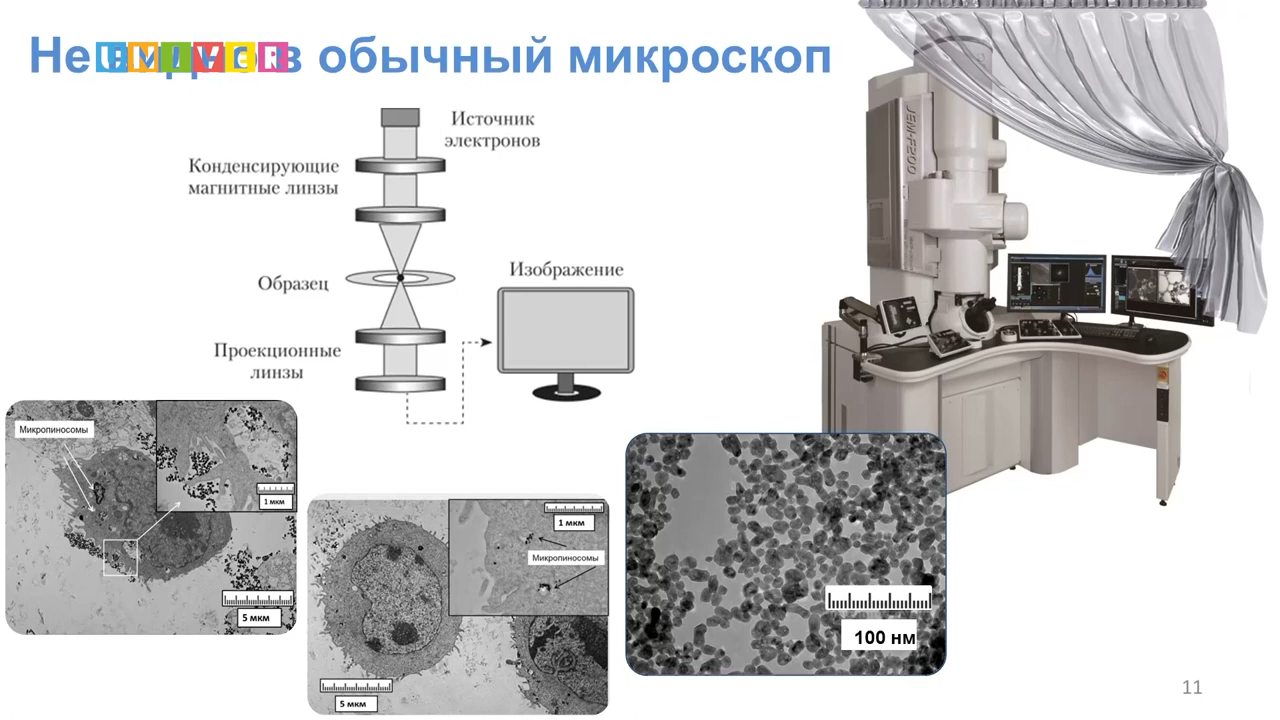 Не в обычный микроскоп
UNIVER
Источник
электронов
Конденсирующие
магнитные линзы
Образец
Изображение
Проекционные
линзы
JEM-F200
Микропиносомы
1 мкм
5 мкм
1 мкм
Микропиносомы
5 мкм
100 нм
11